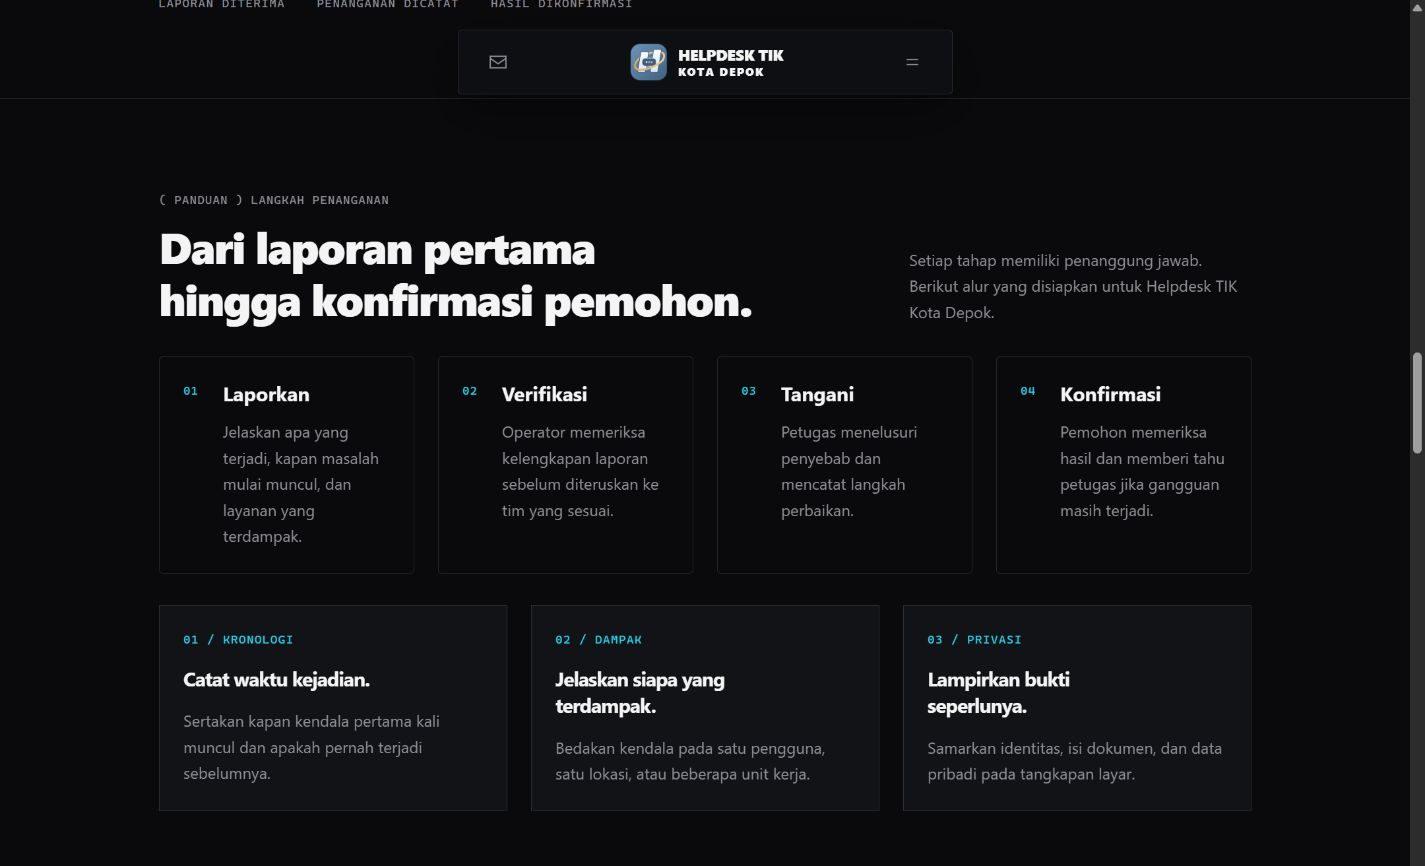 LAPORAN DITERIMA PENANGANAN DICATAT HASIL DIKONFIRMASI
HELPDESK TIK
KOTA DEPOK
( PANDUAN ) LANGKAH PENANGANAN
Dari laporan pertama
hingga konfirmasi pemohon.
Setiap tahap memiliki penanggung jawab.
Berikut alur yang disiapkan untuk Helpdesk TIK
Kota Depok.
01 Laporkan
Jelaskan apa yang
terjadi, kapan masalah
mulai muncul, dan
layanan yang
terdampak.
02 Verifikasi
Operator memeriksa
kelengkapan laporan
sebelum diteruskan ke
tim yang sesuai.
03 Tangani
Petugas menelusuri
penyebab dan
mencatat langkah
perbaikan.
04 Konfirmasi
Pemohon memeriksa
hasil dan memberi tahu
petugas jika gangguan
masih terjadi.
01 / KRONOLOGI
Catat waktu kejadian.
Sertakan kapan kendala pertama kali
muncul dan apakah pernah terjadi
sebelumnya.
02 / DAMPAK
Jelaskan siapa yang
terdampak.
Bedakan kendala pada satu pengguna,
satu lokasi, atau beberapa unit kerja.
03 / PRIVASI
Lampirkan bukti
seperlunya.
Samarkan identitas, isi dokumen, dan data
pribadi pada tangkapan layar.